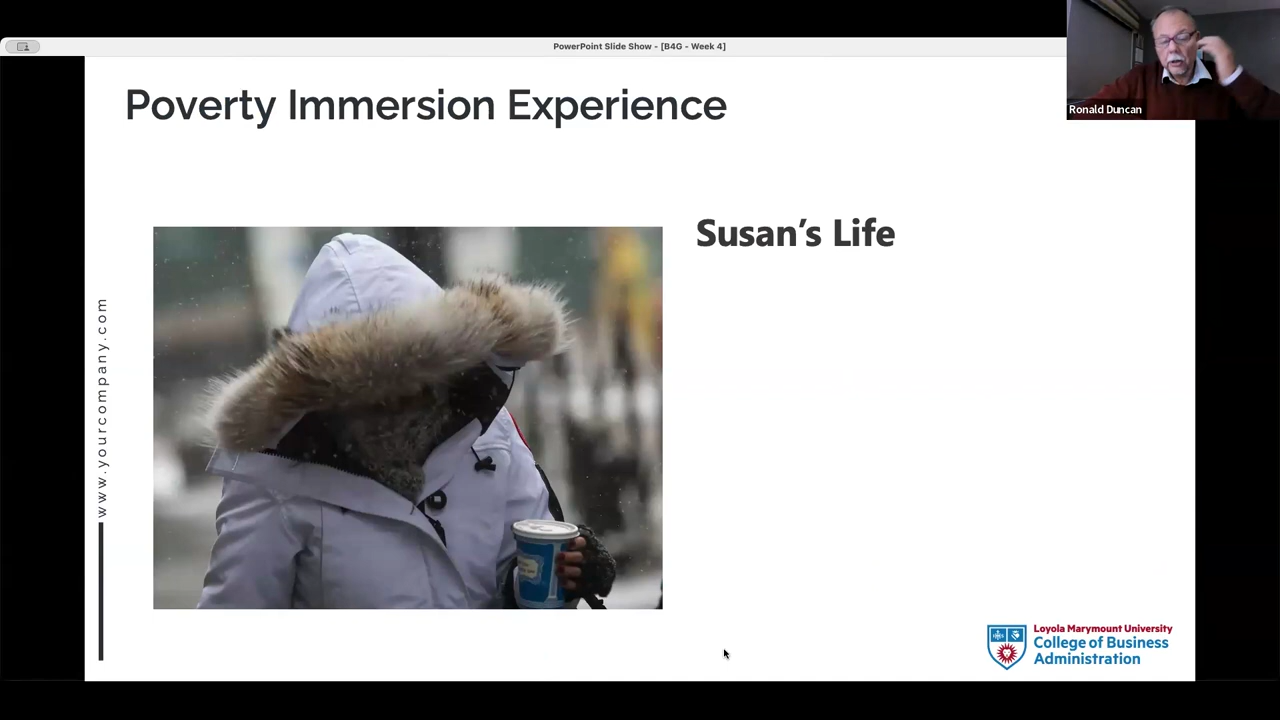 PowerPoint Slide Show - [B4G - Week 4]
Ronald Duncan
Poverty Immersion Experience
Susan’s Life
www.yourcompany.com
Loyola Marymount University
College of Business
Administration